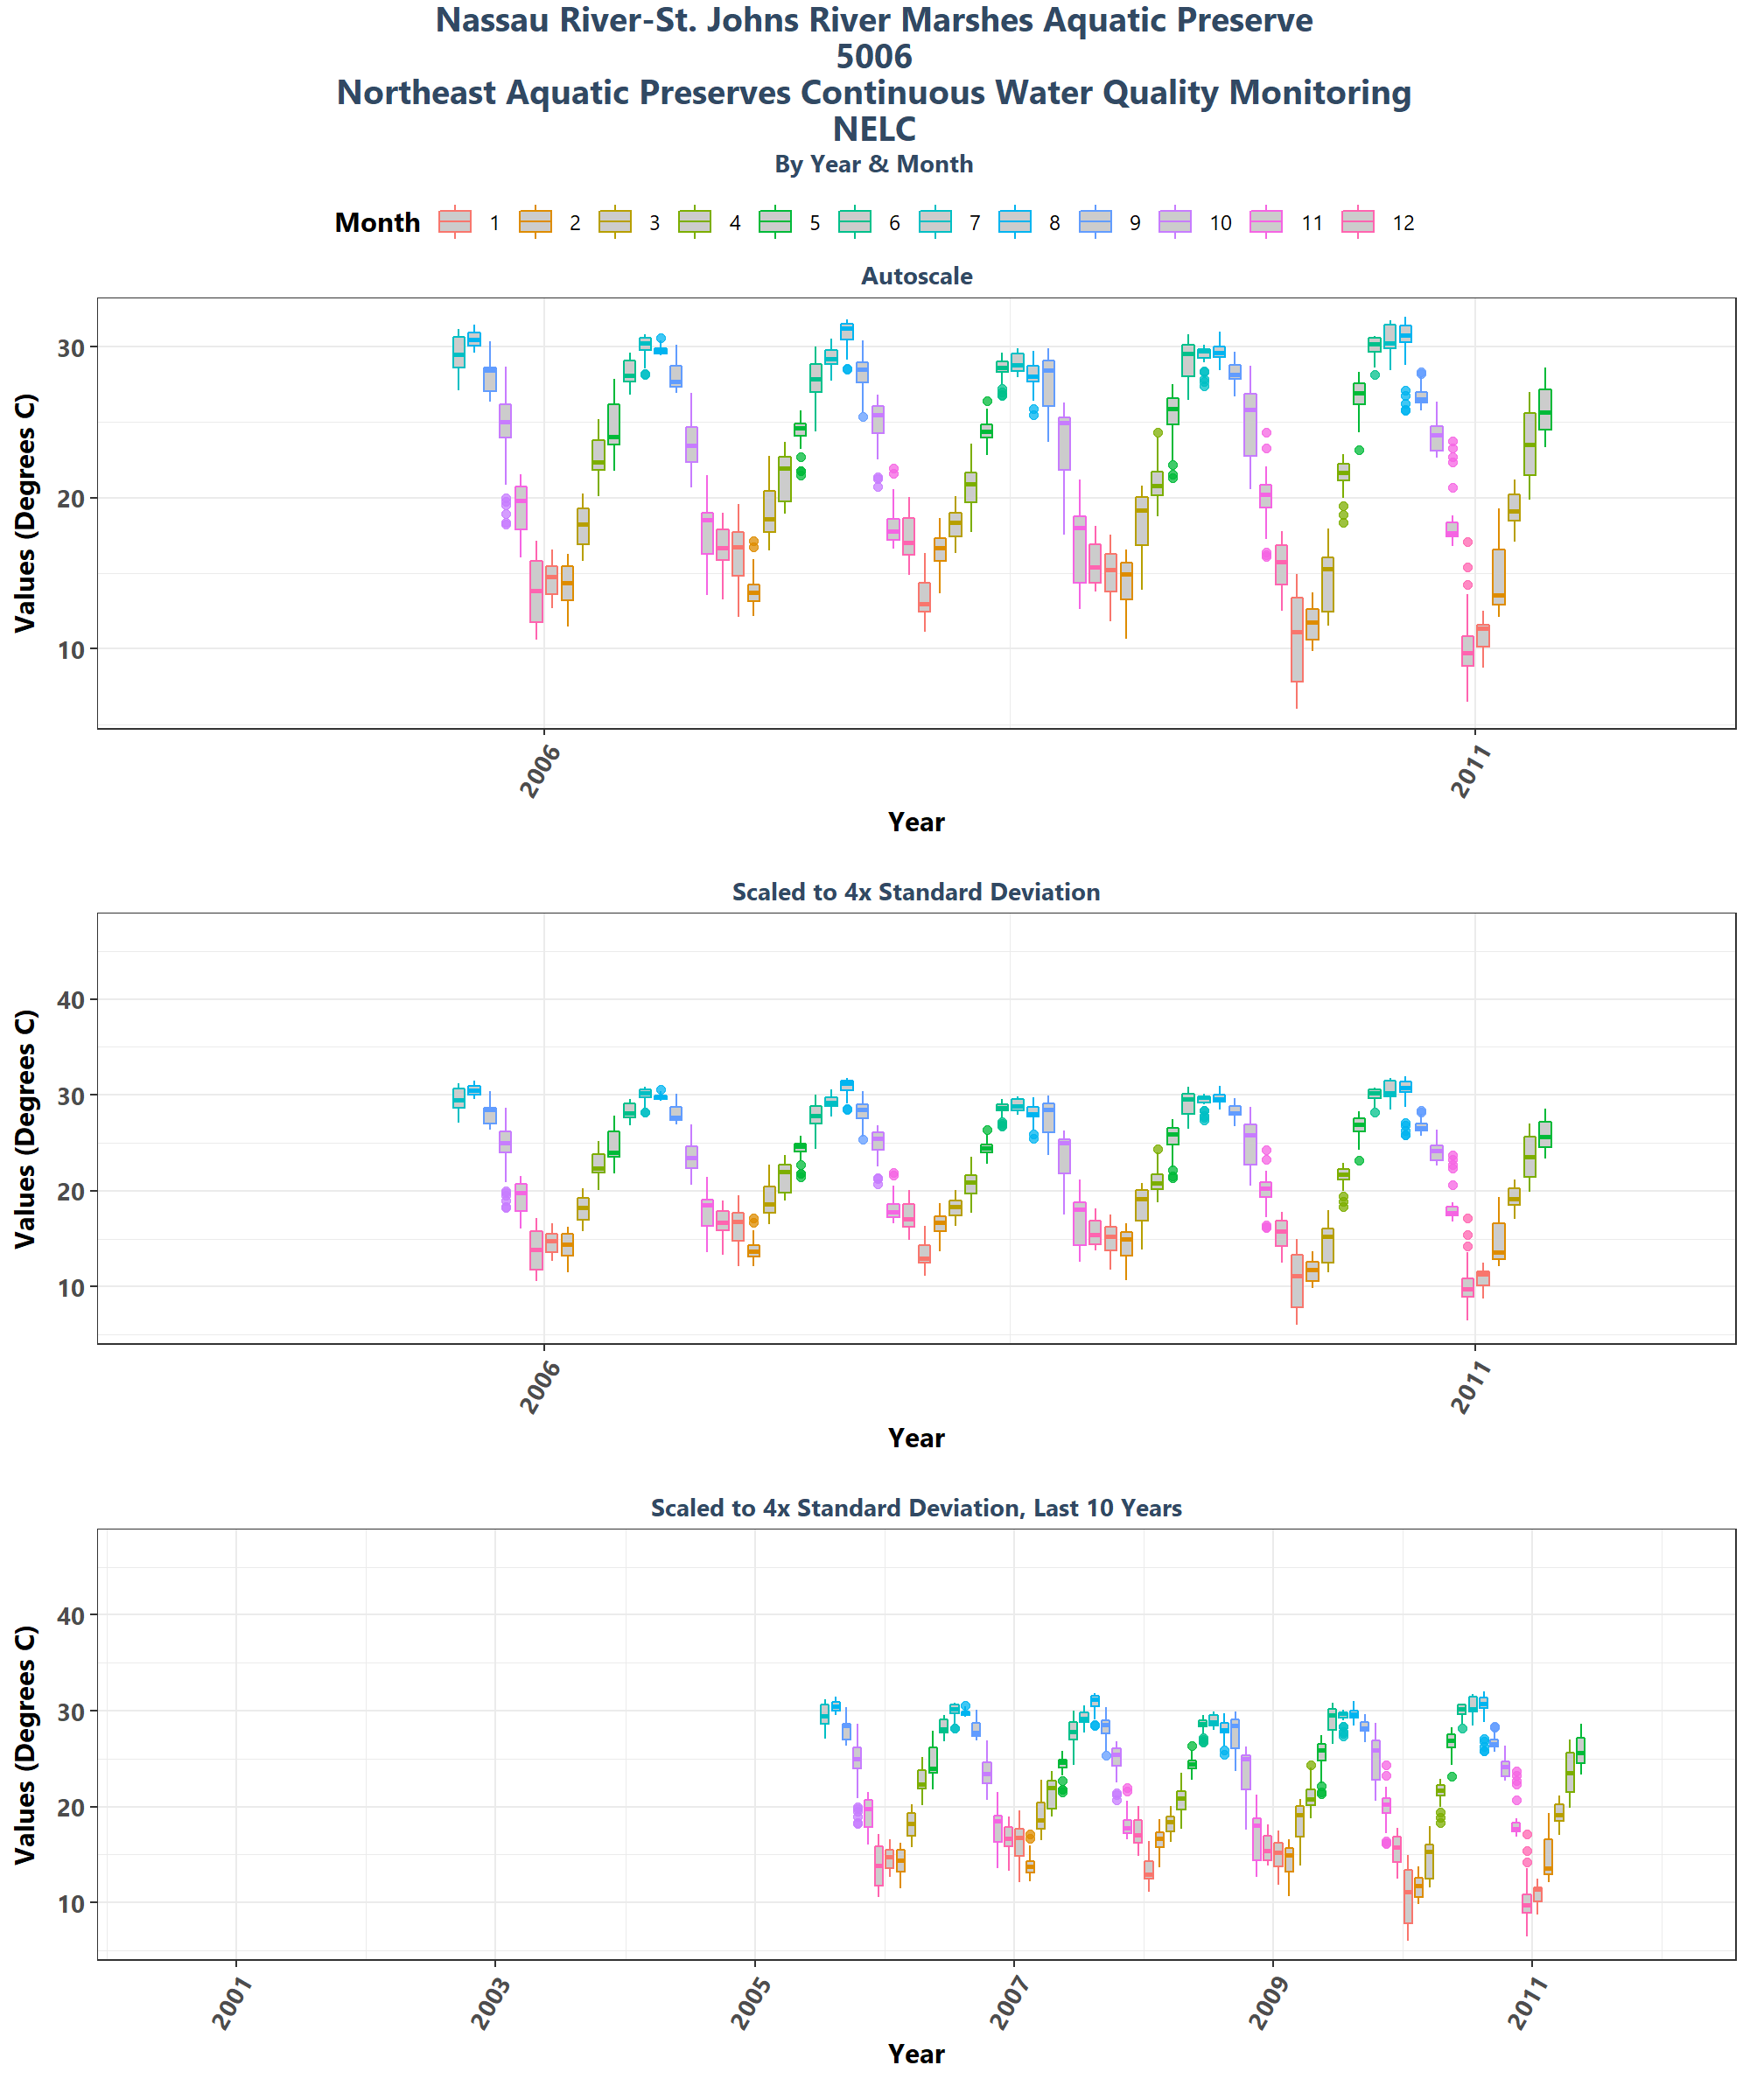 Nassau River-St. Johns River Marshes Aquatic Preserve
5006
Northeast Aquatic Preserves Continuous Water Quality Monitoring
NELC
By Year & Month
Month 1 2 3 4 5 6 7 8 9 10 11 12
Autoscale
Values (Degrees C)
30
20
10
2006 2011
Year
Scaled to 4x Standard Deviation
Values (Degrees C)
40
30
20
10
2006 2011
Year
Scaled to 4x Standard Deviation, Last 10 Years
Values (Degrees C)
40
30
20
10
2001 2003 2005 2007 2009 2011
Year